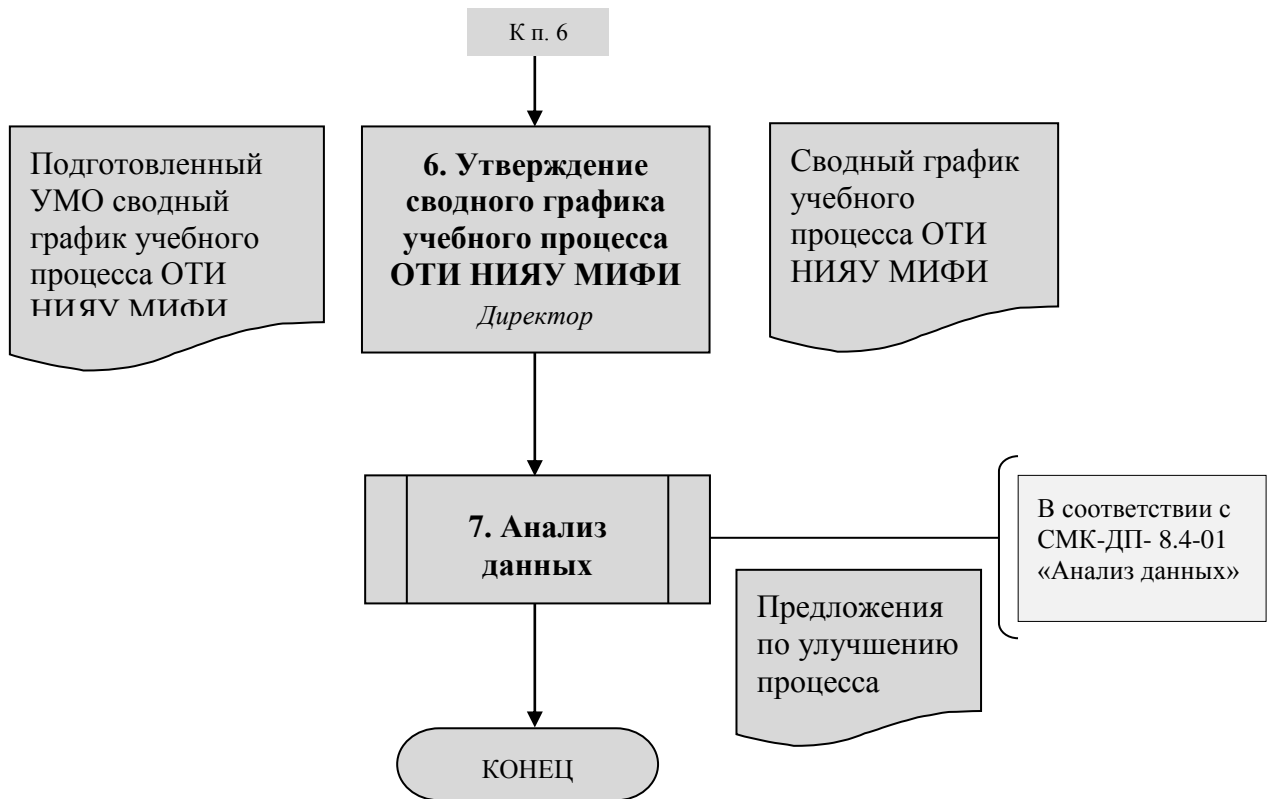 К п. 6
Подготовленный
УМО сводный
график учебного
процесса ОТИ
НИЯУ МИФИ
6. Утверждение
сводного графика
учебного процесса
ОТИ НИЯУ МИФИ
Директор
Сводный график
учебного
процесса ОТИ
НИЯУ МИФИ
7. Анализ
данных
В соответствии с
СМК-ДП- 8.4-01
«Анализ данных»
Предложения
по улучшению
процесса
КОНЕЦ